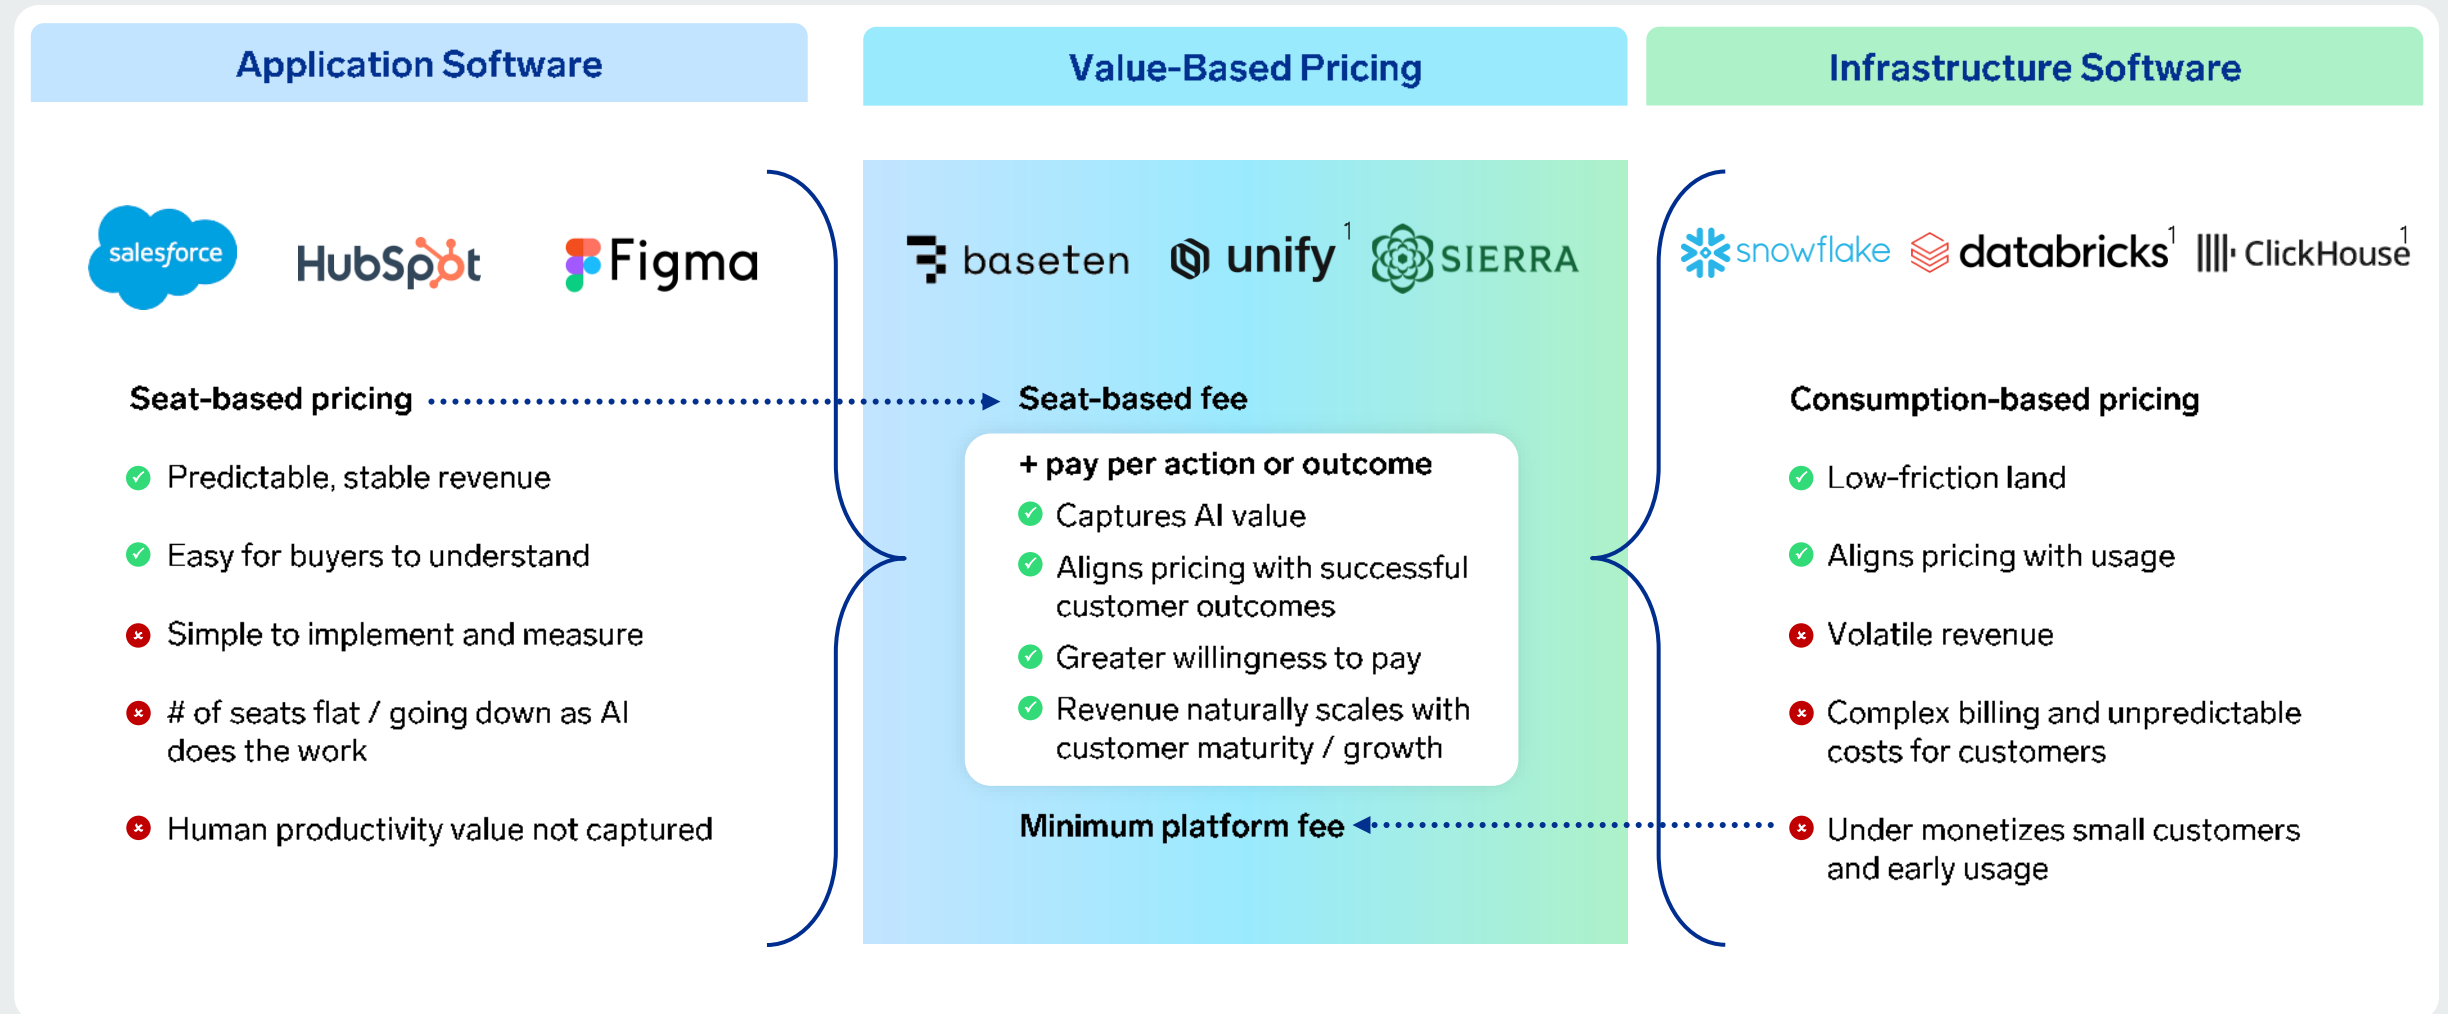 Application Software
Value-Based Pricing
Infrastructure Software
salesforce
HubSpot
Figma
baseten
unify 1
SIERRA
snowflake
databricks 1
ClickHouse 1
Seat-based pricing
Predictable, stable revenue
Easy for buyers to understand
Simple to implement and measure
# of seats flat / going down as AI
does the work
Human productivity value not captured
Seat-based fee
+ pay per action or outcome
Captures AI value
Aligns pricing with successful
customer outcomes
Greater willingness to pay
Revenue naturally scales with
customer maturity / growth
Minimum platform fee
Consumption-based pricing
Low-friction land
Aligns pricing with usage
Volatile revenue
Complex billing and unpredictable
costs for customers
Under monetizes small customers
and early usage